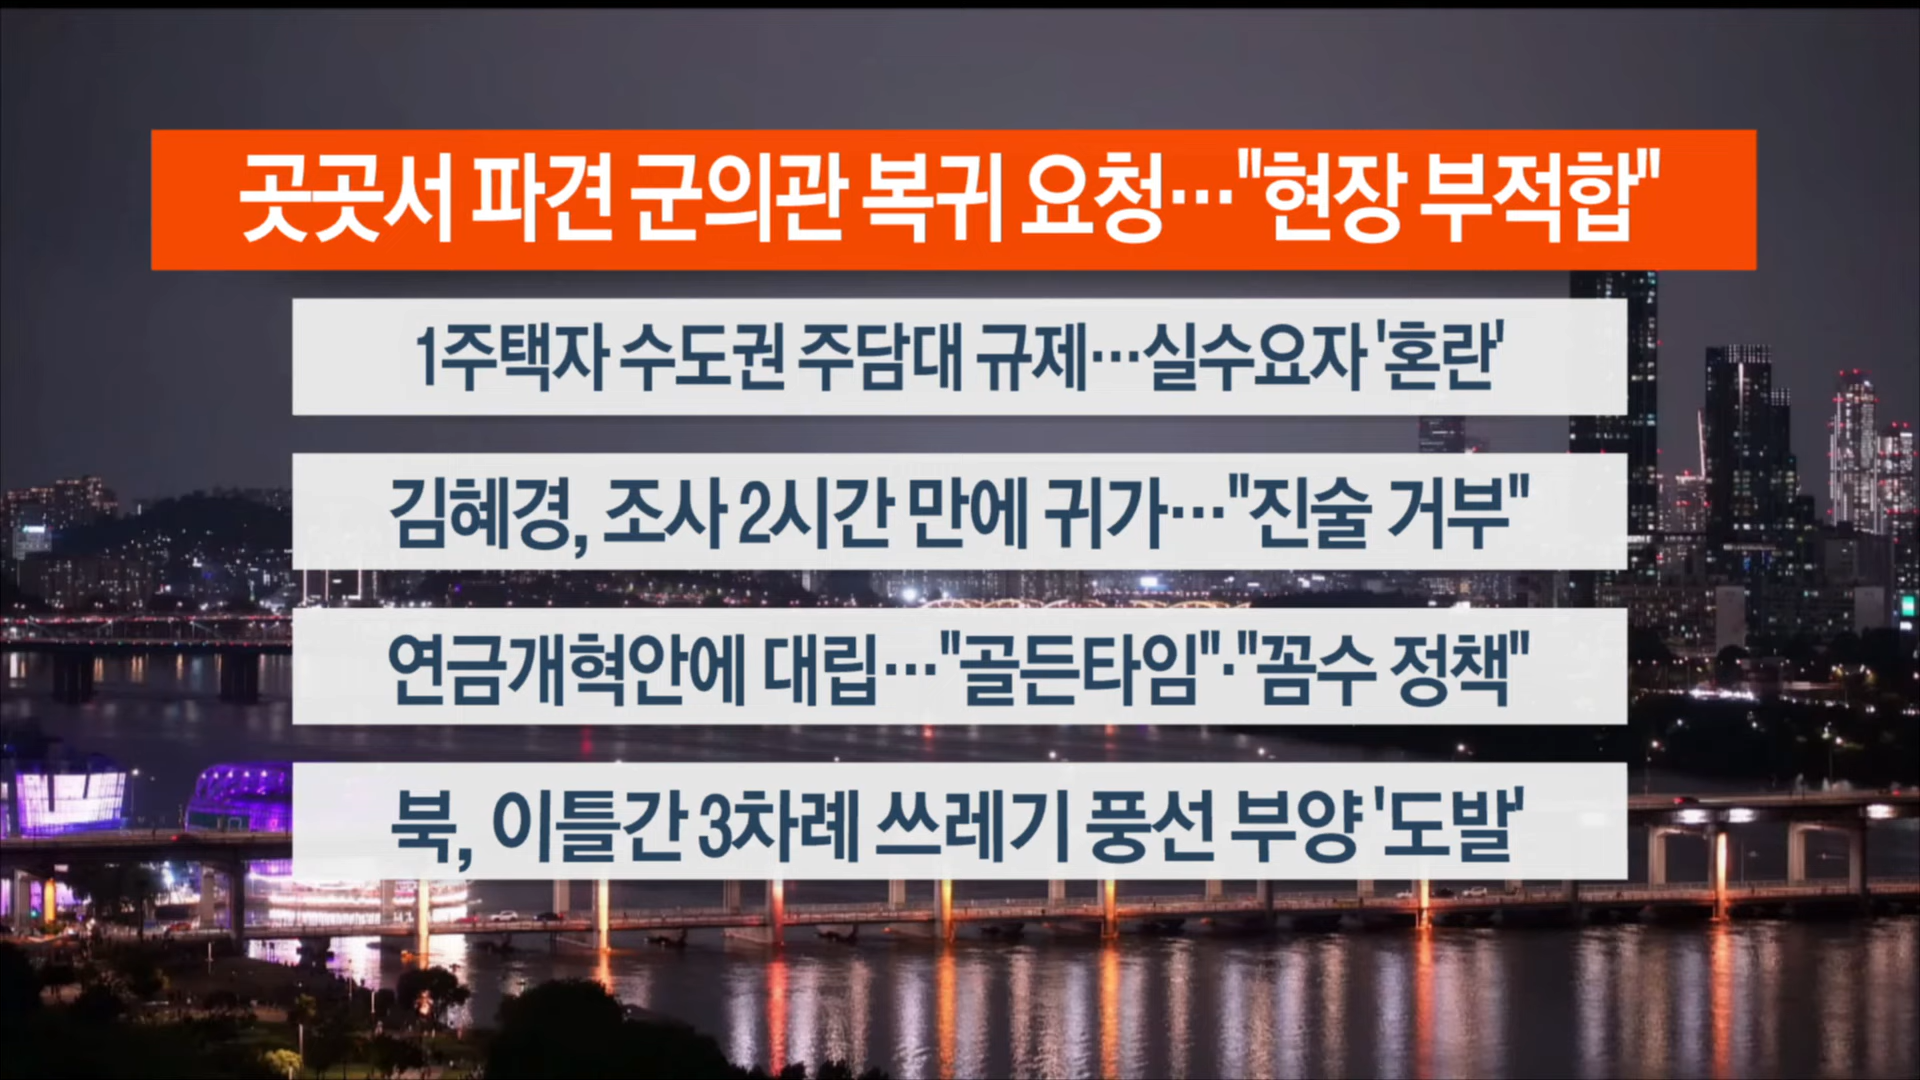 곳곳서 파견 군의관 복귀 요청…"현장 부적합"
1주택자 수도권 주담대 규제…실수요자 '혼란'
김혜경, 조사 2시간 만에 귀가…"진술 거부"
연금개혁안에 대립…"골든타임"·"꼼수 정책"
북, 이틀간 3차례 쓰레기 풍선 부양 '도발'